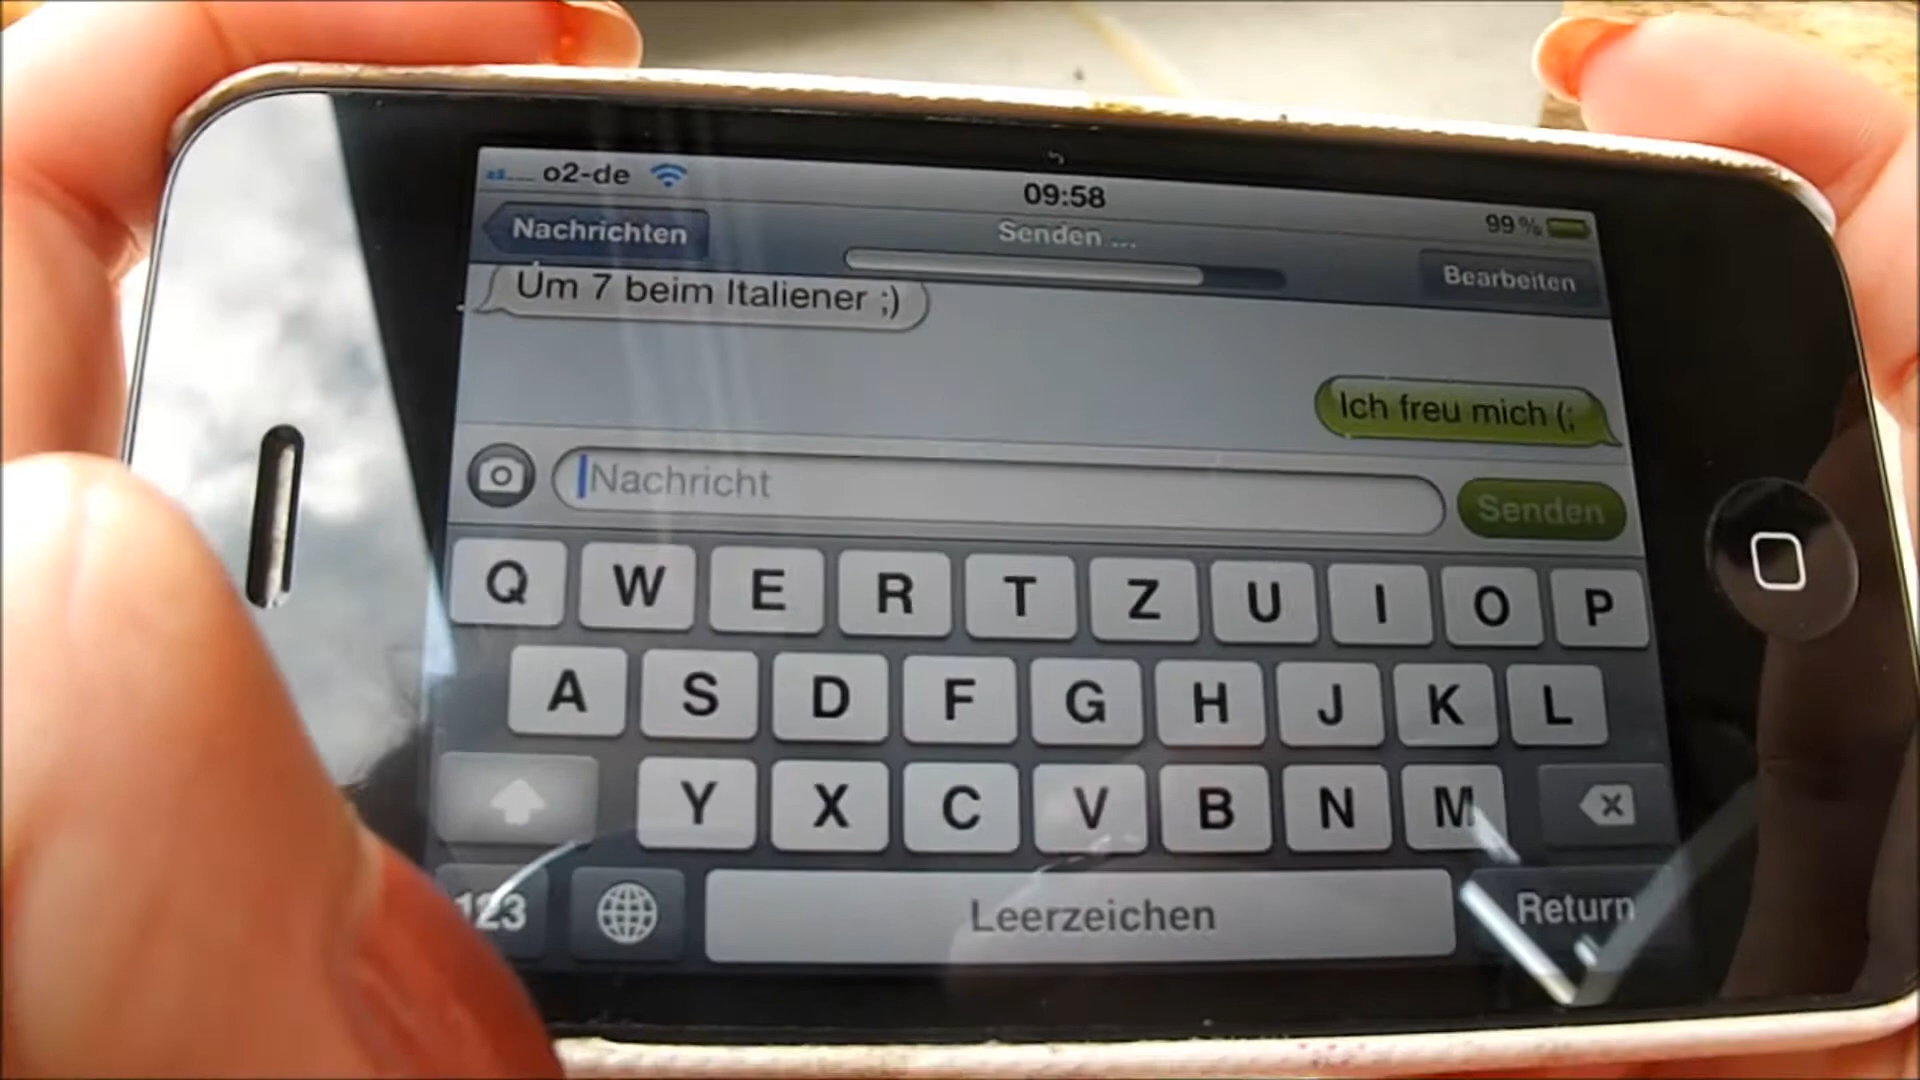 o2-de
09:58
99 %
Nachrichten
Senden ...
Bearbeiten
Um 7 beim Italiener ;)
Ich freu mich (;
Nachricht
Senden
Q W E R T Z U I O P
A S D F G H J K L
Y X C V B N M
123
Leerzeichen
Return